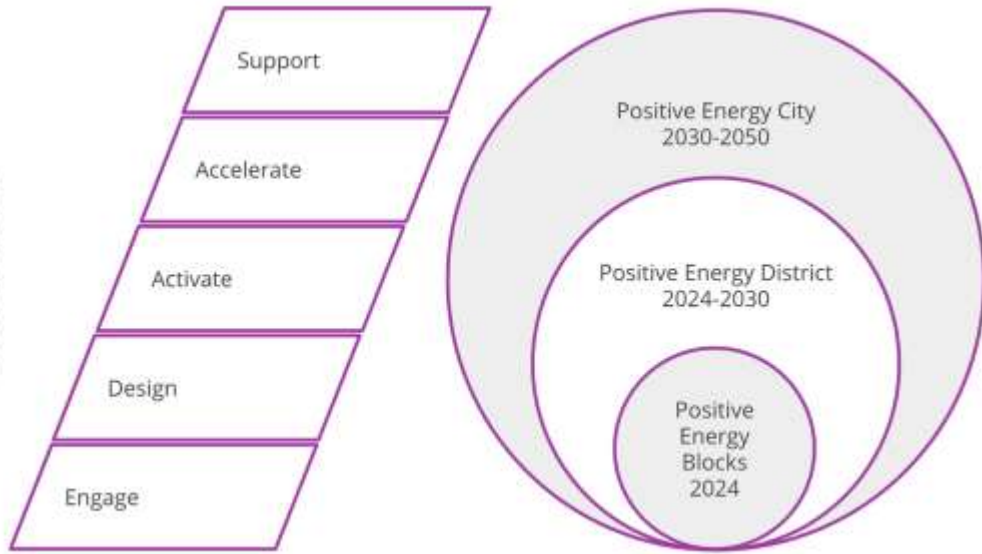 Support
Accelerate
Activate
Design
Engage
Positive Energy City
2030-2050
Positive Energy District
2024-2030
Positive
Energy
Blocks
2024